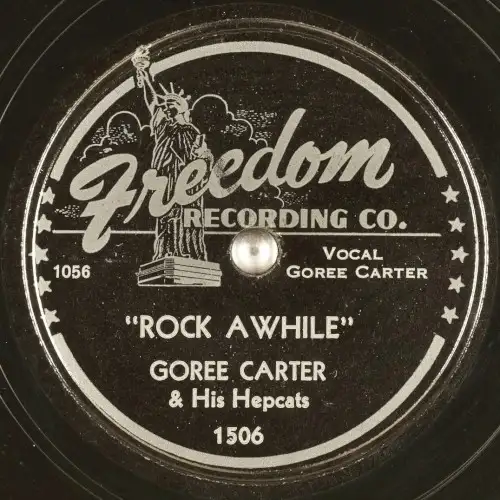 Freedom
RECORDING CO.
1056
VOCAL
GOREE CARTER
"ROCK AWHILE"
GOREE CARTER
& His Hepcats
1506